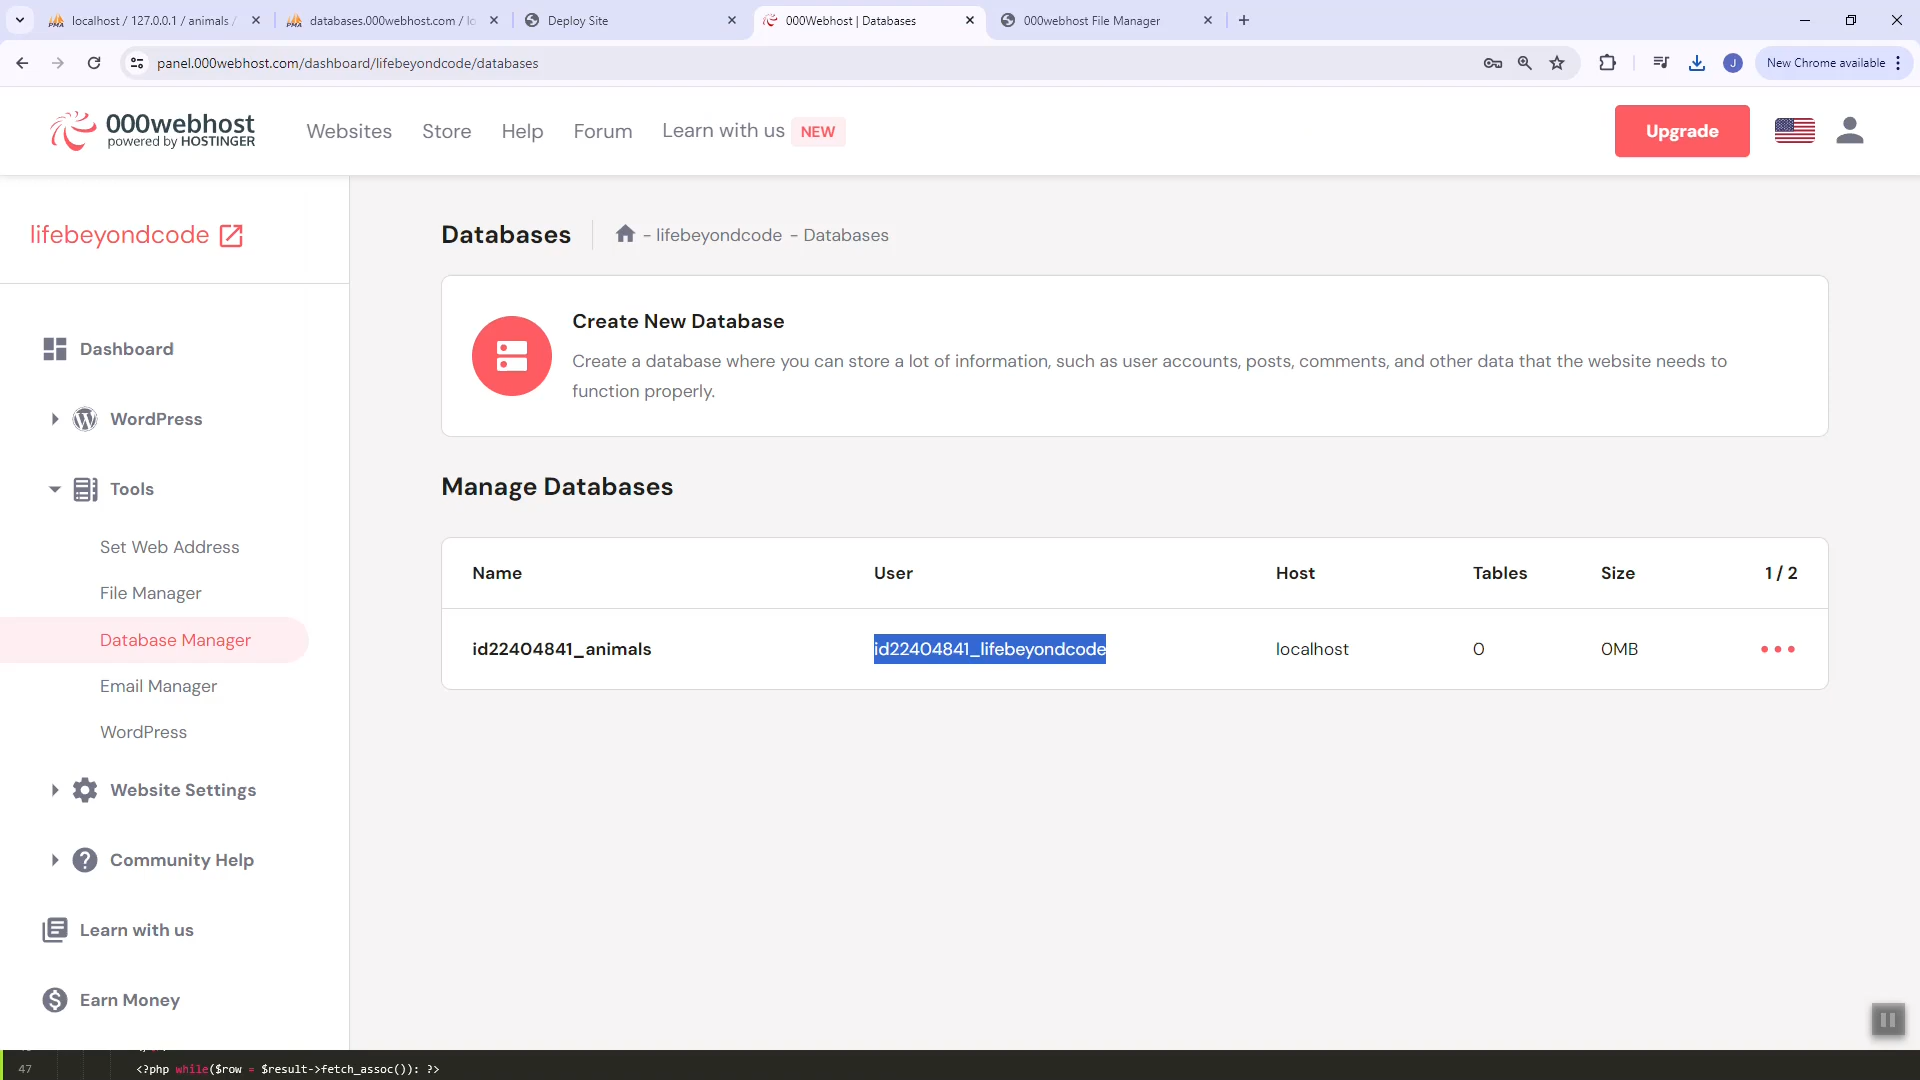 localhost / 127.0.0.1 / animals /
databases.000webhost.com / lo
Deploy Site
000Webhost | Databases
000webhost File Manager
panel.000webhost.com/dashboard/lifebeyondcode/databases
J
New Chrome available
000webhost
powered by HOSTINGER
Websites
Store
Help
Forum
Learn with us NEW
Upgrade
lifebeyondcode
Dashboard
WordPress
Tools
Set Web Address
File Manager
Database Manager
Email Manager
WordPress
Website Settings
Community Help
Learn with us
Earn Money
Databases
- lifebeyondcode - Databases
Create New Database
Create a database where you can store a lot of information, such as user accounts, posts, comments, and other data that the website needs to
function properly.
Manage Databases
Name User Host Tables Size 1 / 2
id22404841_animals id22404841_lifebeyondcode localhost 0 0MB
47 <?php while($row = $result->fetch_assoc()): ?>